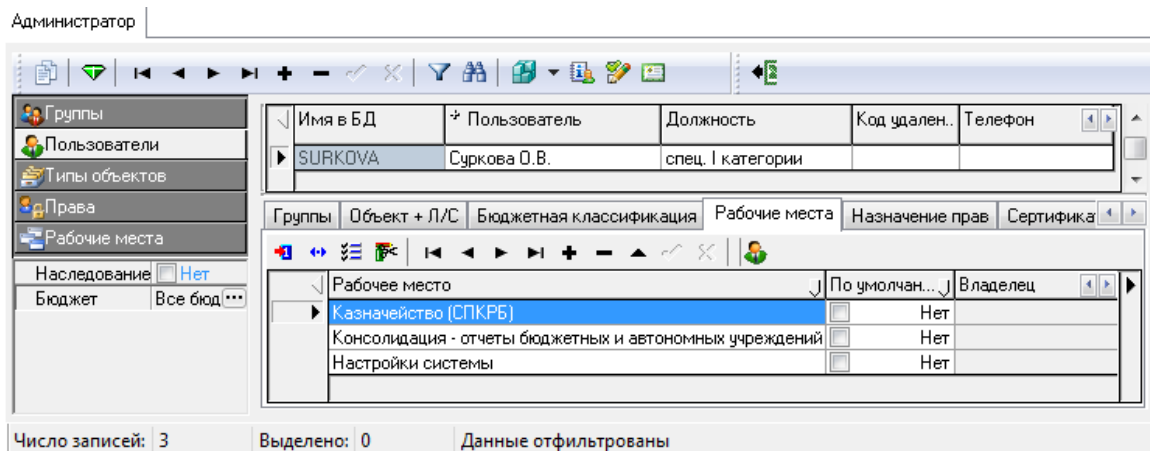 Администратор
Группы
Пользователи
Типы объектов
Права
Рабочие места
Наследование Нет
Бюджет Все бюд
Имя в БД Пользователь Должность Код удален.. Телефон
SURKOVA Суркова О.В. спец. I категории
Группы Объект + Л/С Бюджетная классификация Рабочие места Назначение прав Сертифика
Рабочее место По умолчан... Владелец
Казначейство (СПКРБ) Нет
Консолидация - отчеты бюджетных и автономных учреждений Нет
Настройки системы Нет
Число записей: 3 Выделено: 0 Данные отфильтрованы